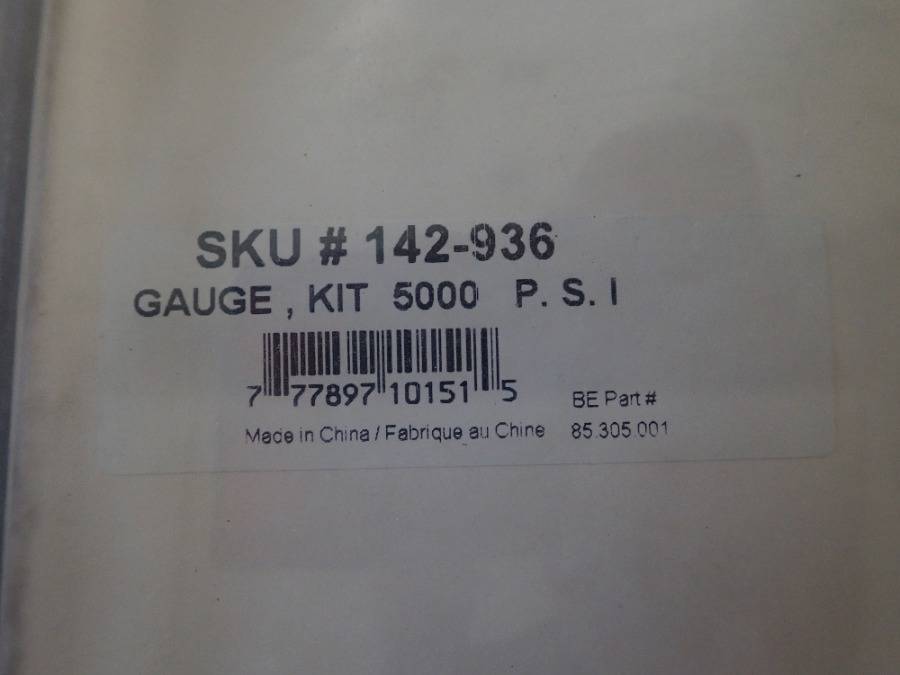 SKU # 142-936
GAUGE , KIT 5000 P. S. I
7 77897 10151 5
BE Part #
Made in China / Fabrique au Chine
85.305.001